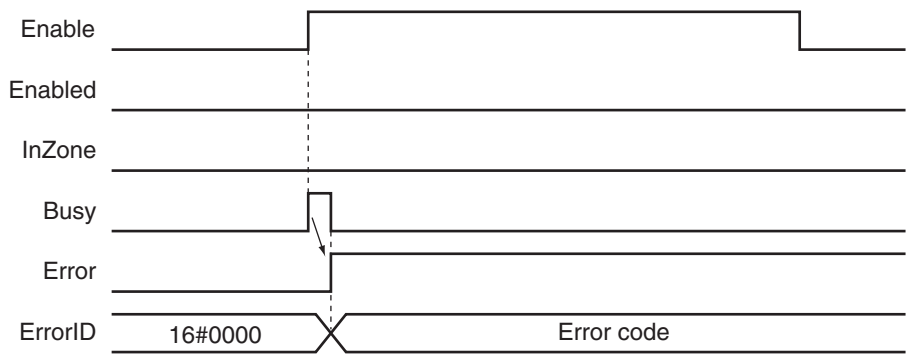 Enable
Enabled
InZone
Busy
Error
ErrorID 16#0000 Error code